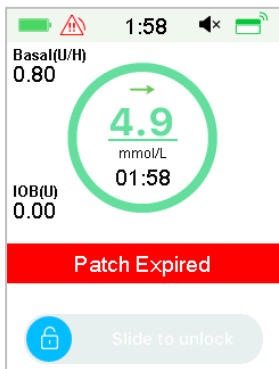 1:58
Basal(U/H)
0.80
4.9
mmol/L
01:58
IOB(U)
0.00
Patch Expired
Slide to unlock